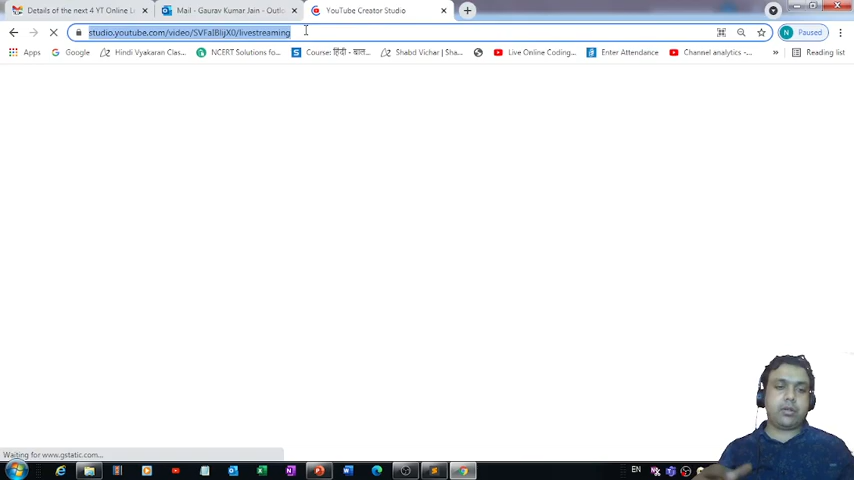 Details of the next 4 YT Online L
Mail - Gaurav Kumar Jain - Outlo
YouTube Creator Studio
studio.youtube.com/video/SVFaIBlijX0/livestreaming
N Paused
Apps
Google
Hindi Vyakaran Clas...
NCERT Solutions fo...
S Course: हिंदी - बाल...
Shabd Vichar | Sha...
Live Online Coding...
Enter Attendance
Channel analytics -...
»
Reading list
Waiting for www.gstatic.com...
EN